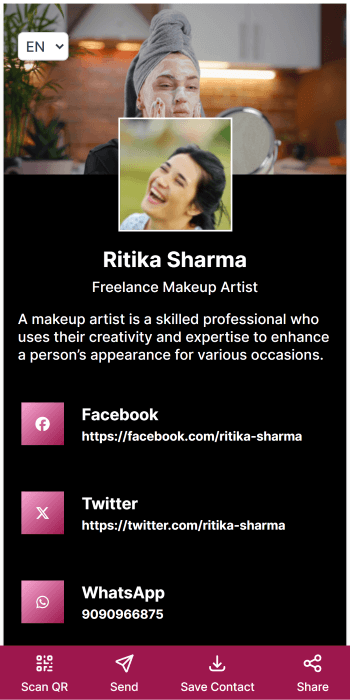 EN
Ritika Sharma
Freelance Makeup Artist
A makeup artist is a skilled professional who
uses their creativity and expertise to enhance
a person’s appearance for various occasions.
Facebook
https://facebook.com/ritika-sharma
Twitter
https://twitter.com/ritika-sharma
WhatsApp
9090966875
Scan QR Send Save Contact Share